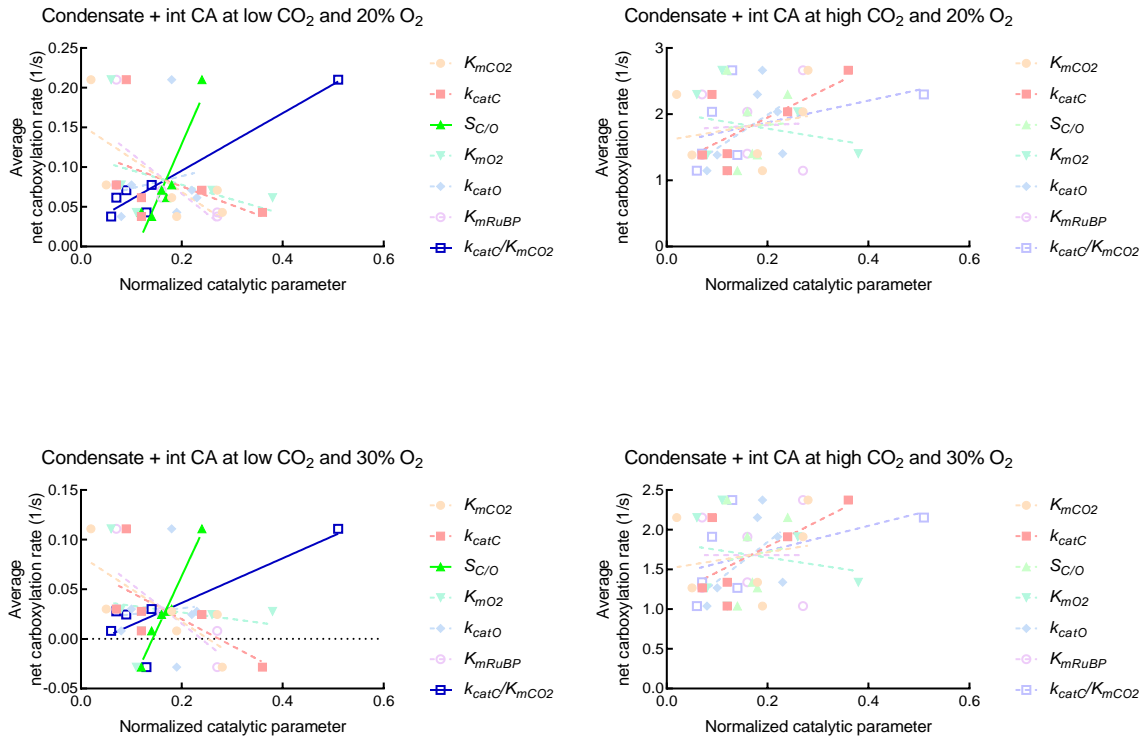 Condensate + int CA at low CO2 and 20% O2
Average
net carboxylation rate (1/s)
0.25
0.20
0.15
0.10
0.05
0.00
0.0 0.2 0.4 0.6
Normalized catalytic parameter
KmCO2
kcatC
SC/O
KmO2
kcatO
KmRuBP
kcatC/KmCO2
Condensate + int CA at high CO2 and 20% O2
Average
net carboxylation rate (1/s)
3
2
1
0
0.0 0.2 0.4 0.6
Normalized catalytic parameter
KmCO2
kcatC
SC/O
KmO2
kcatO
KmRuBP
kcatC/KmCO2
Condensate + int CA at low CO2 and 30% O2
Average
net carboxylation rate (1/s)
0.15
0.10
0.05
0.00
-0.05
0.0 0.2 0.4 0.6
Normalized catalytic parameter
KmCO2
kcatC
SC/O
KmO2
kcatO
KmRuBP
kcatC/KmCO2
Condensate + int CA at high CO2 and 30% O2
Average
net carboxylation rate (1/s)
2.5
2.0
1.5
1.0
0.5
0.0
0.0 0.2 0.4 0.6
Normalized catalytic parameter
KmCO2
kcatC
SC/O
KmO2
kcatO
KmRuBP
kcatC/KmCO2